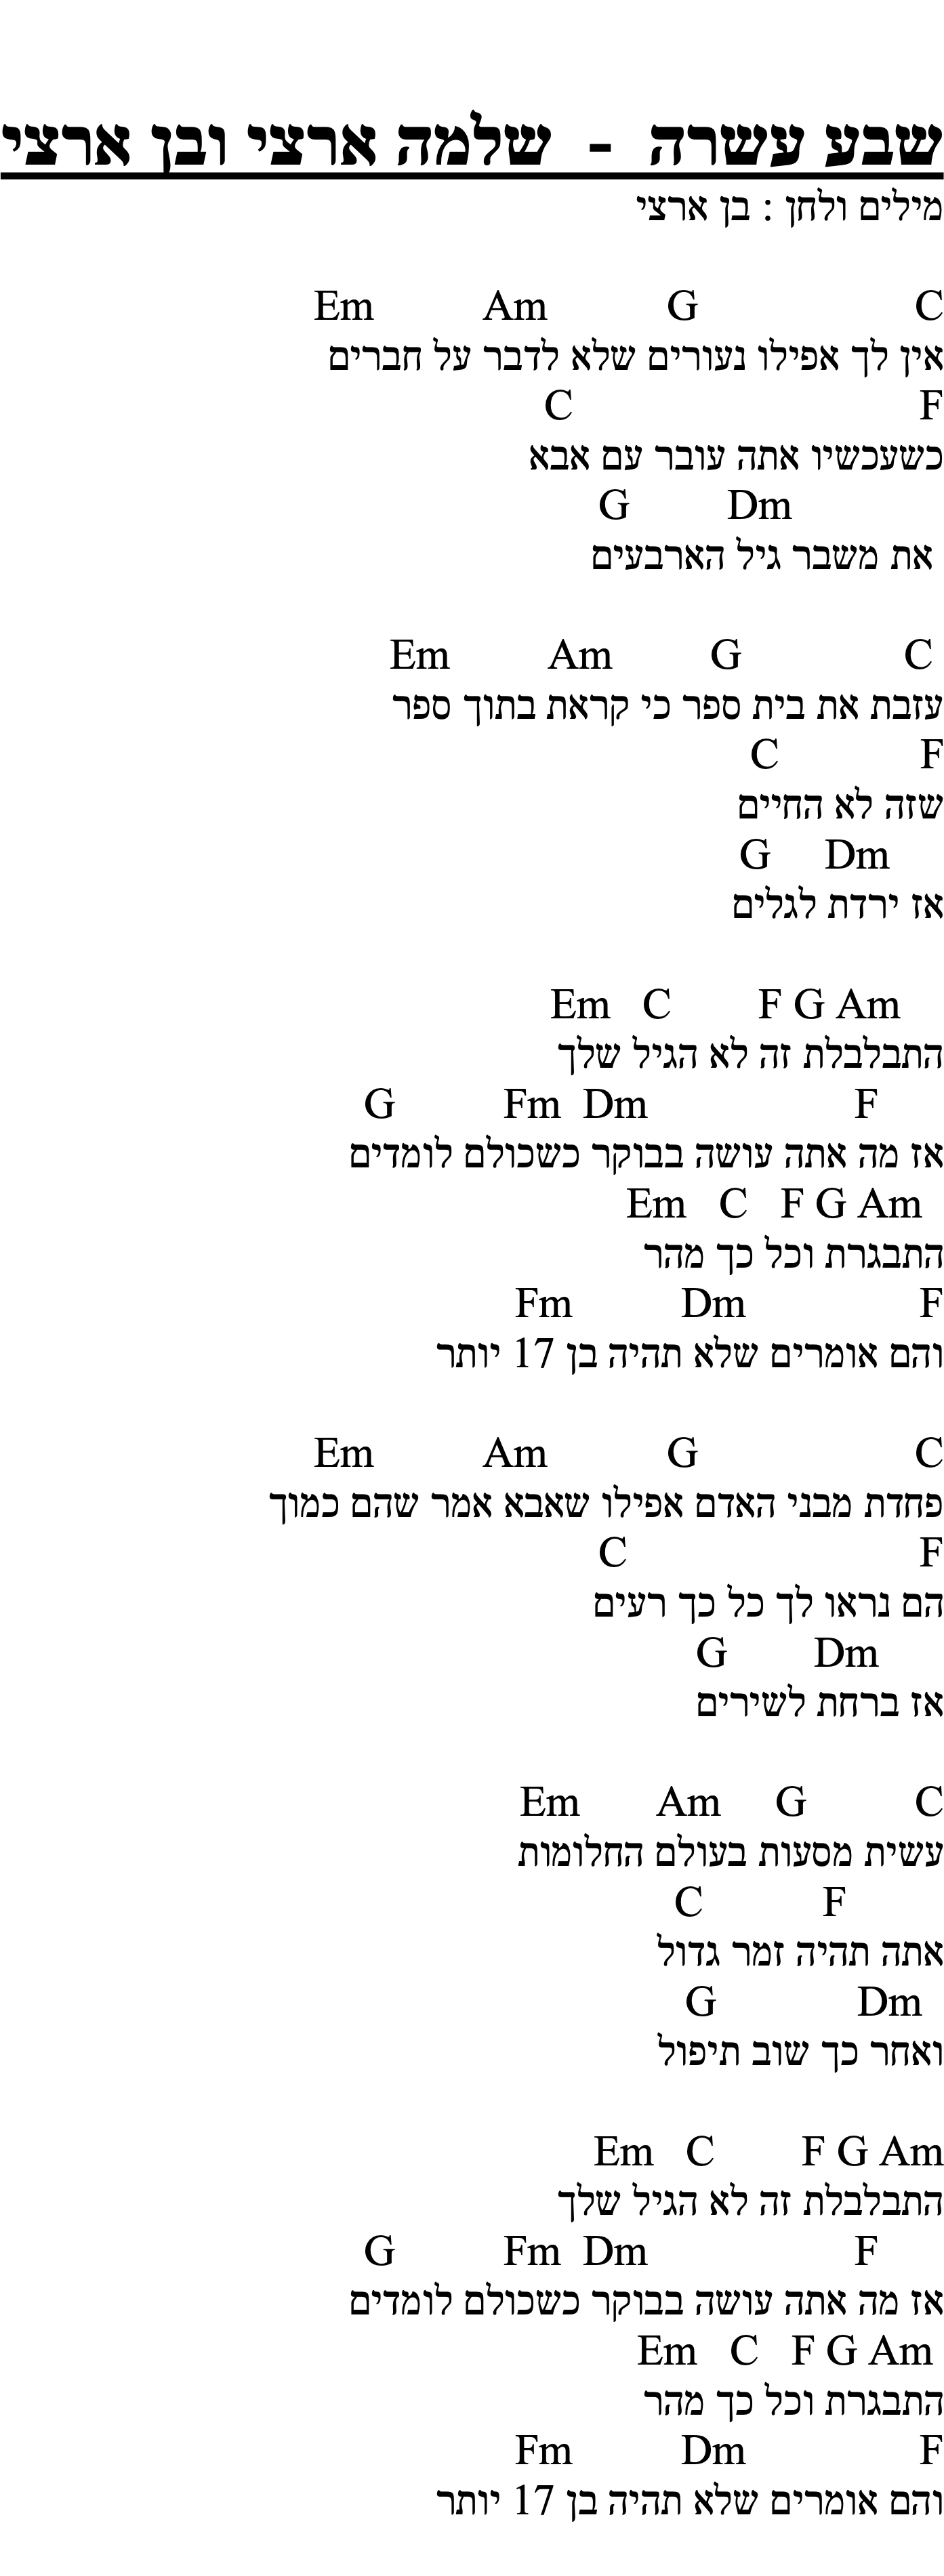 שבע עשרה - שלמה ארצי ובן ארצי
מילים ולחן : בן ארצי
Em Am G C
אין לך אפילו נעורים שלא לדבר על חברים
C F
כשעכשיו אתה עובר עם אבא
G Dm
את משבר גיל הארבעים
Em Am G C
עזבת את בית ספר כי קראת בתוך ספר
C F
שזה לא החיים
G Dm
אז ירדת לגלים
Em C F G Am
התבלבלת זה לא הגיל שלך
G Fm Dm F
אז מה אתה עושה בבוקר כשכולם לומדים
Em C F G Am
התבגרת וכל כך מהר
Fm Dm F
והם אומרים שלא תהיה בן 17 יותר
Em Am G C
פחדת מבני האדם אפילו שאבא אמר שהם כמוך
C F
הם נראו לך כל כך רעים
G Dm
אז ברחת לשירים
Em Am G C
עשית מסעות בעולם החלומות
C F
אתה תהיה זמר גדול
G Dm
ואחר כך שוב תיפול
Em C F G Am
התבלבלת זה לא הגיל שלך
G Fm Dm F
אז מה אתה עושה בבוקר כשכולם לומדים
Em C F G Am
התבגרת וכל כך מהר
Fm Dm F
והם אומרים שלא תהיה בן 17 יותר